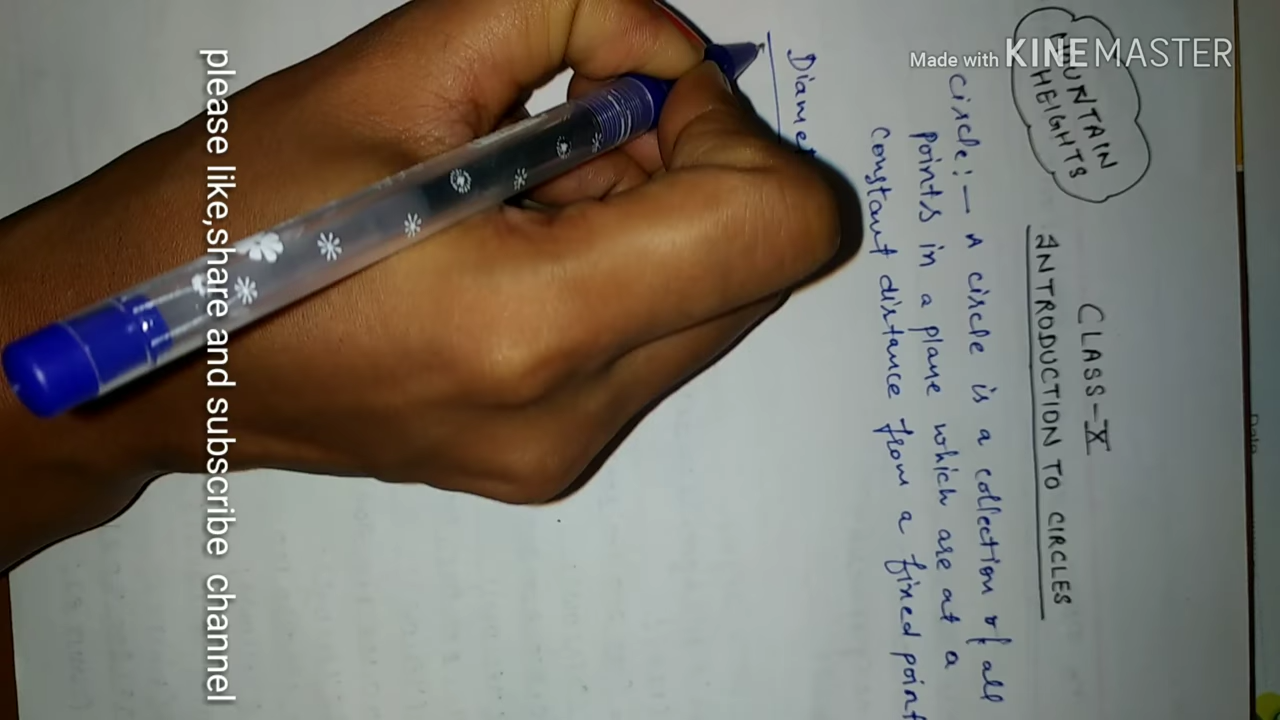 Made with KINEMASTER
MOUNTAIN
HEIGHTS
CLASS-X
INTRODUCTION TO CIRCLES
Circle:- A circle is a collection of all
points in a plane which are at a
constant distance from a fixed point
please like,share and subscribe channel